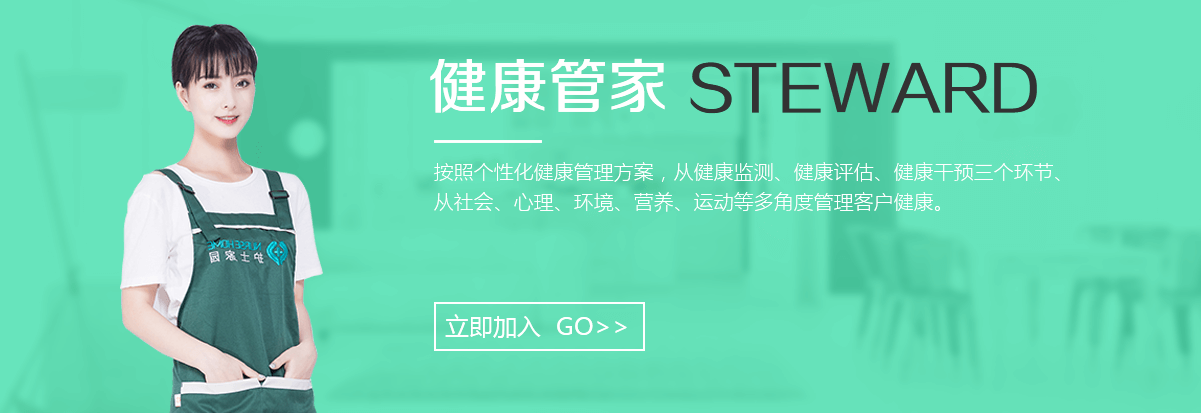 健康管家 STEWARD
按照个性化健康管理方案，从健康监测、健康评估、健康干预三个环节、
从社会、心理、环境、营养、运动等多角度管理客户健康。
立即加入 GO>>
NURSEHOME
护士家园